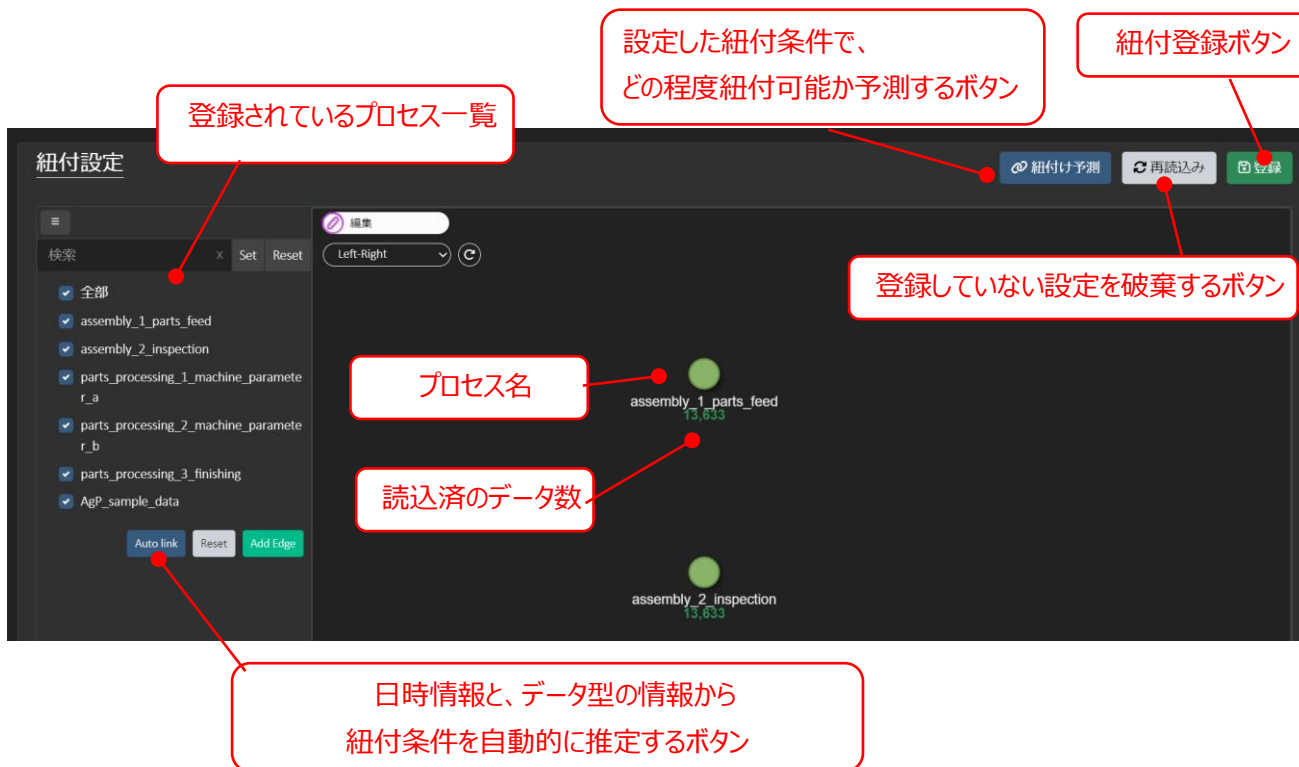 設定した紐付条件で、
どの程度紐付可能か予測するボタン
紐付登録ボタン
登録されているプロセス一覧
紐付設定
紐付け予測
再読込み
登録
編集
検索
x
Set
Reset
Left-Right
登録していない設定を破棄するボタン
全部
assembly_1_parts_feed
assembly_2_inspection
parts_processing_1_machine_paramete
r_a
parts_processing_2_machine_paramete
r_b
parts_processing_3_finishing
AgP_sample_data
Auto link
Reset
Add Edge
プロセス名
assembly_1_parts_feed
13,633
読込済のデータ数
assembly_2_inspection
13,633
日時情報と、データ型の情報から
紐付条件を自動的に推定するボタン